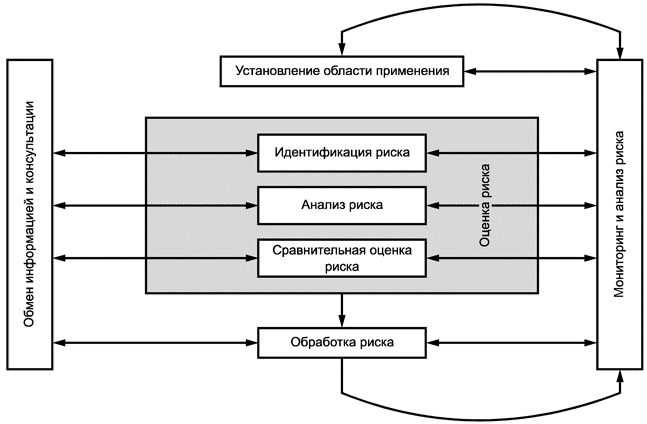 Установление области применения
Обмен информацией и консультации
Идентификация риска
Анализ риска
Сравнительная оценка
риска
Оценка риска
Мониторинг и анализ риска
Обработка риска